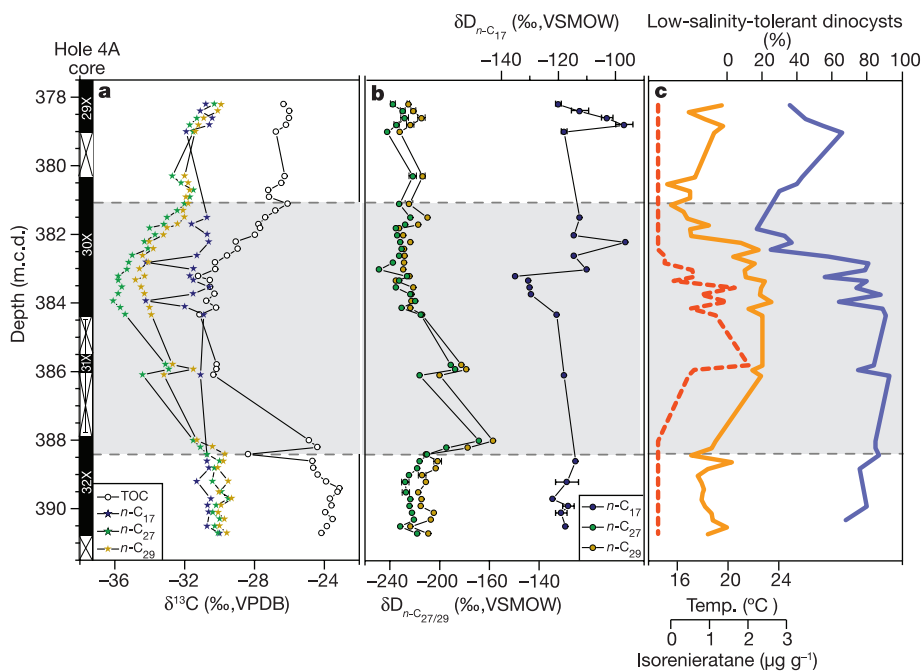 Hole 4A
core
δD n-C17 (‰,VSMOW)
−140 −120 −100
Low-salinity-tolerant dinocysts
(%)
0 20 40 60 80 100
a
b
c
Depth (m.c.d.)
378
380
382
384
386
388
390
29X
30X
31X
32X
TOC
n-C17
n-C27
n-C29
n-C17
n-C27
n-C29
−36 −32 −28 −24
δ13C (‰,VPDB)
−240 −200 −160 −140 −120
δD n-C27/29 (‰,VSMOW)
16 20 24
Temp. (°C)
0 1 2 3
Isorenieratane (μg g–1)